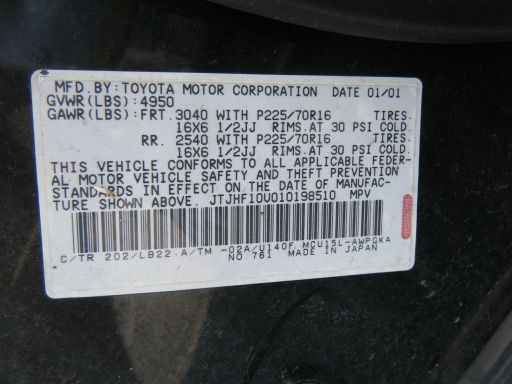 MFD.BY:TOYOTA MOTOR CORPORATION DATE 01/01
GVWR(LBS):4950
GAWR(LBS):FRT.3040 WITH P225/70R16 TIRES.
16X6 1/2JJ RIMS.AT 30 PSI COLD.
RR. 2540 WITH P225/70R16 TIRES.
16X6 1/2JJ RIMS.AT 30 PSI COLD.
THIS VEHICLE CONFORMS TO ALL APPLICABLE FEDER-
AL MOTOR VEHICLE SAFETY AND THEFT PREVENTION
STANDARDS IN EFFECT ON THE DATE OF MANUFAC-
TURE SHOWN ABOVE. JTJHF10U010198510 MPV
C/TR 202/LB22 A/TM -02A/U140F MCU15L-AWPGKA
NO.761 MADE IN JAPAN